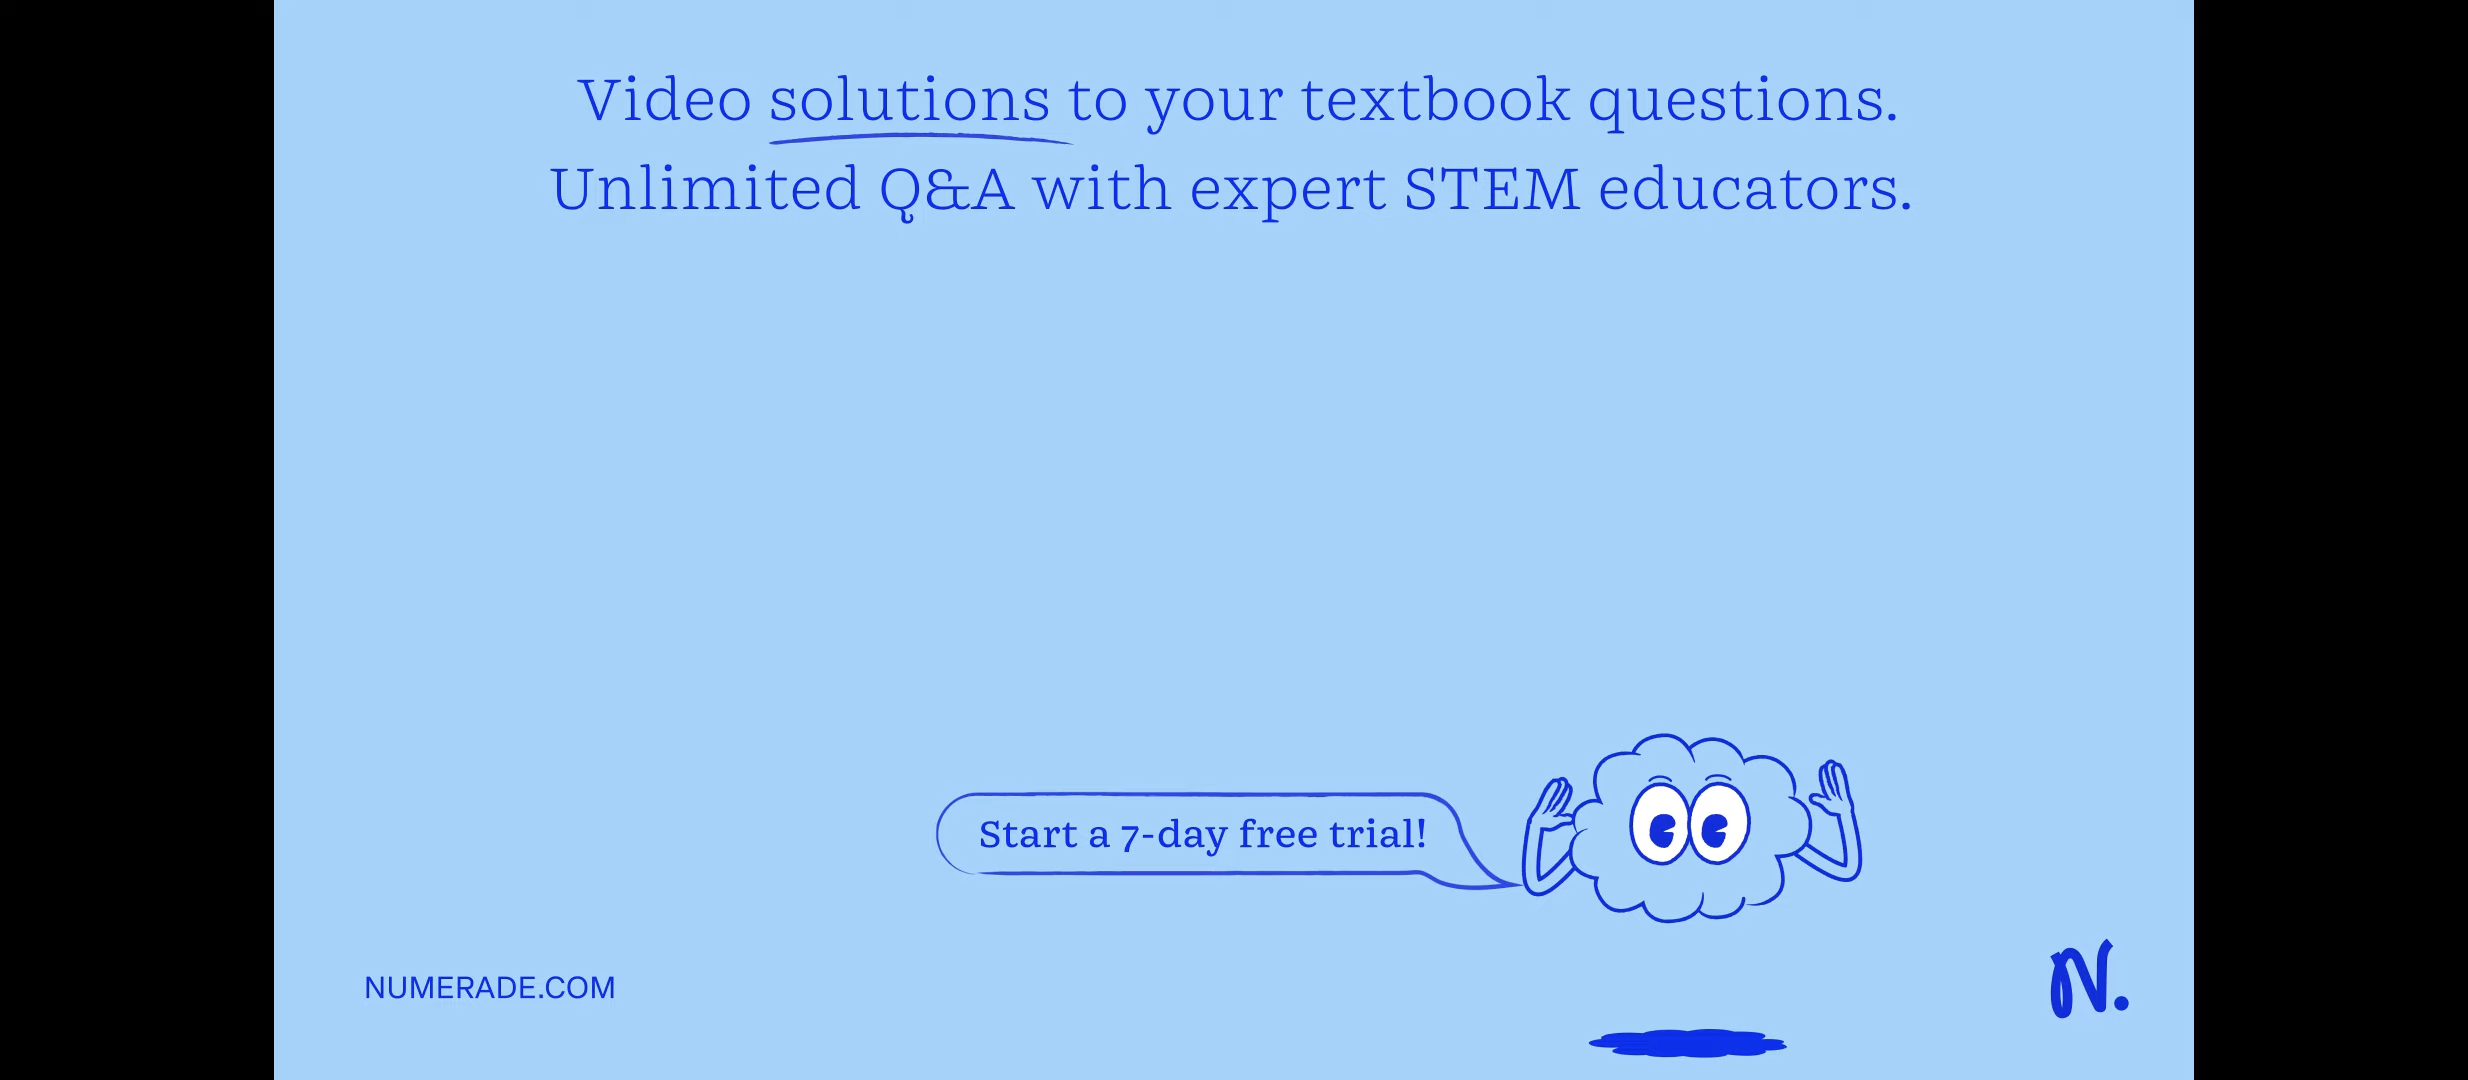 Video solutions to your textbook questions.
Unlimited Q&A with expert STEM educators.
Start a 7-day free trial!
NUMERADE.COM
N.